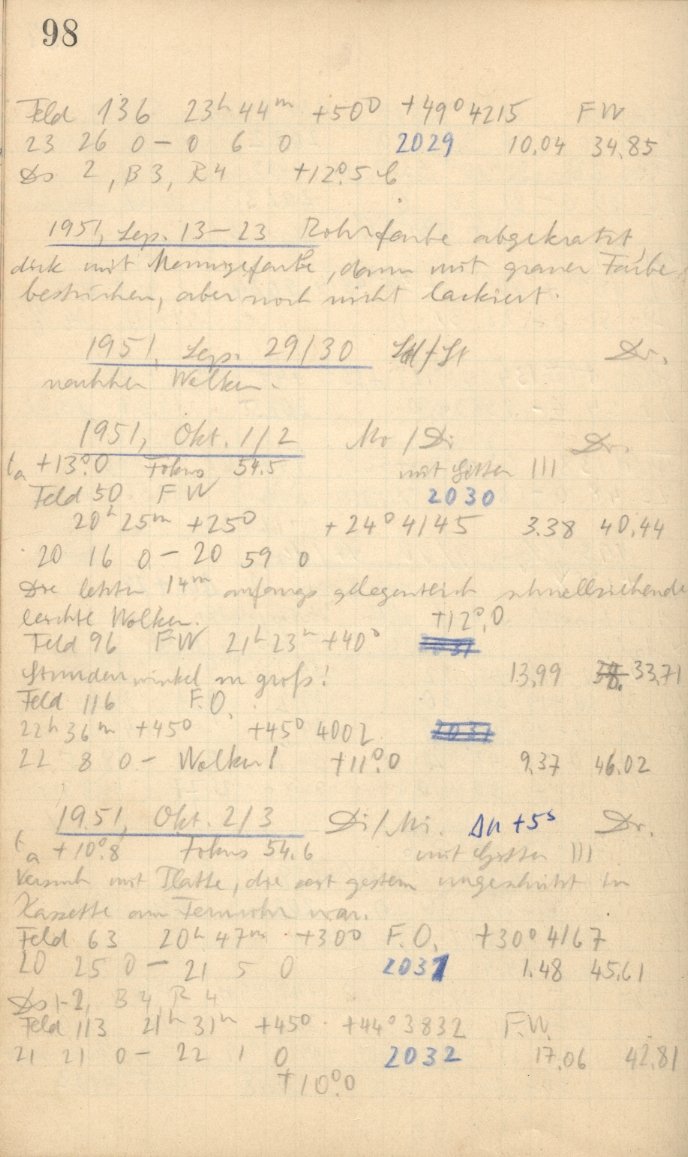 98
Feld 136 23h 44m +50° +49° 4215 FW
23 26 0 – 0 6 0 2029 10.04 34.85
Ds 2, B3, R4 +12°.5 C
1951, Sep. 13–23 Rohrfarbe abgekratzt,
dick mit Mennigefarbe, dann mit grauer Farbe
bestrichen, aber noch nicht lackiert.
1951, Sep. 29/30 Dr.
nachher Wolken.
1951, Okt. 1/2 Mo/Di Dr.
ta +13°.0 Fokus 54.5 mit Gitter III
Feld 50 FW 2030
20h 25m +25° +24° 4145 3.38 40.44
20 16 0 – 20 59 0
Die letzten 14m anfangs gelegentlich schnellziehende
leichte Wolken. +12°.0
Feld 96 FW 21h 23m +40° 2031
Stundenwinkel zu groß! 13.99 33.71
Feld 116 F.O.
22h 36m +45° +45° 4002 2031
22 8 0 – Wolken! +11°.0 9.37 46.02
1951, Okt. 2/3 Di/Mi. Δu +5s Dr.
ta +10°.8 Fokus 54.6 mit Gitter III
Versuch mit Platte, die seit gestern ungeschützt in
Kassette am Fernrohr war.
Feld 63 20h 47m +30° F.O. +30° 4167
20 25 0 – 21 5 0 2031 1.48 45.61
Ds 1-2, B4, R4
Feld 113 21h 31m +45° +44° 3832 F.W.
21 21 0 – 22 1 0 2032 17.06 42.81
+10°.0